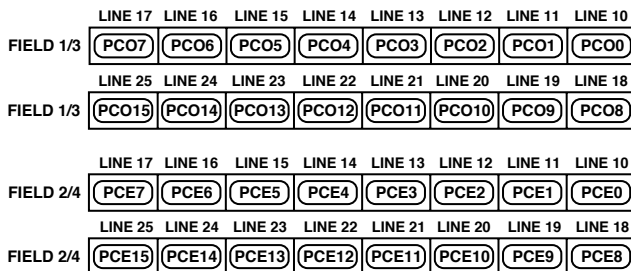 LINE 17 LINE 16 LINE 15 LINE 14 LINE 13 LINE 12 LINE 11 LINE 10
FIELD 1/3 PCO7 PCO6 PCO5 PCO4 PCO3 PCO2 PCO1 PCO0
LINE 25 LINE 24 LINE 23 LINE 22 LINE 21 LINE 20 LINE 19 LINE 18
FIELD 1/3 PCO15 PCO14 PCO13 PCO12 PCO11 PCO10 PCO9 PCO8
LINE 17 LINE 16 LINE 15 LINE 14 LINE 13 LINE 12 LINE 11 LINE 10
FIELD 2/4 PCE7 PCE6 PCE5 PCE4 PCE3 PCE2 PCE1 PCE0
LINE 25 LINE 24 LINE 23 LINE 22 LINE 21 LINE 20 LINE 19 LINE 18
FIELD 2/4 PCE15 PCE14 PCE13 PCE12 PCE11 PCE10 PCE9 PCE8